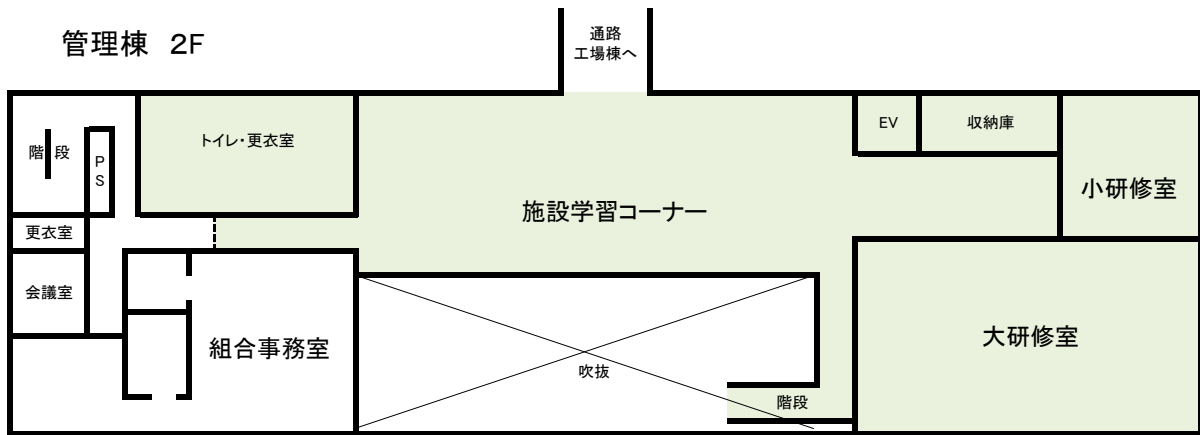 管理棟 2F
通路
工場棟へ
階 段
PS
トイレ・更衣室
EV
収納庫
小研修室
施設学習コーナー
更衣室
会議室
組合事務室
吹抜
階段
大研修室